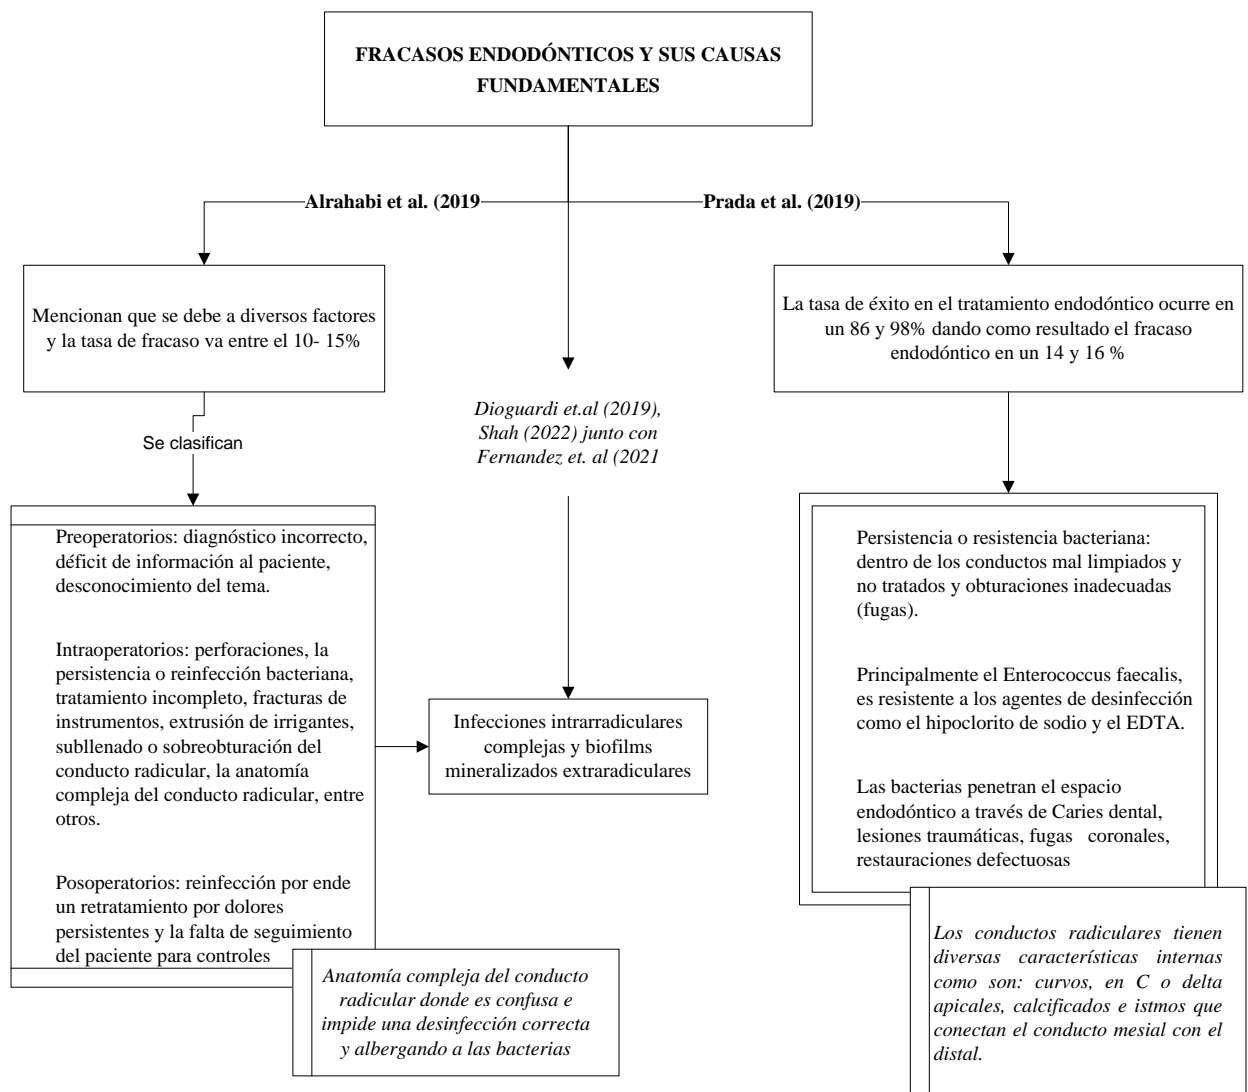 FRACASOS ENDODÓNTICOS Y SUS CAUSAS
FUNDAMENTALES
Alrahabi et al. (2019
Prada et al. (2019)
Mencionan que se debe a diversos factores
y la tasa de fracaso va entre el 10- 15%
La tasa de éxito en el tratamiento endodóntico ocurre en
un 86 y 98% dando como resultado el fracaso
endodóntico en un 14 y 16 %
Dioguardi et.al (2019),
Shah (2022) junto con
Fernandez et. al (2021
Se clasifican
Preoperatorios: diagnóstico incorrecto,
déficit de información al paciente,
desconocimiento del tema.
Intraoperatorios: perforaciones, la
persistencia o reinfección bacteriana,
tratamiento incompleto, fracturas de
instrumentos, extrusión de irrigantes,
subllenado o sobreobturación del
conducto radicular, la anatomía
compleja del conducto radicular, entre
otros.
Posoperatorios: reinfección por ende
un retratamiento por dolores
persistentes y la falta de seguimiento
del paciente para controles
Infecciones intrarradiculares
complejas y biofilms
mineralizados extraradiculares
Persistencia o resistencia bacteriana:
dentro de los conductos mal limpiados y
no tratados y obturaciones inadecuadas
(fugas).
Principalmente el Enterococcus faecalis,
es resistente a los agentes de desinfección
como el hipoclorito de sodio y el EDTA.
Las bacterias penetran el espacio
endodóntico a través de Caries dental,
lesiones traumáticas, fugas coronales,
restauraciones defectuosas
Anatomía compleja del conducto
radicular donde es confusa e
impide una desinfección correcta
y albergando a las bacterias
Los conductos radiculares tienen
diversas características internas
como son: curvos, en C o delta
apicales, calcificados e istmos que
conectan el conducto mesial con el
distal.